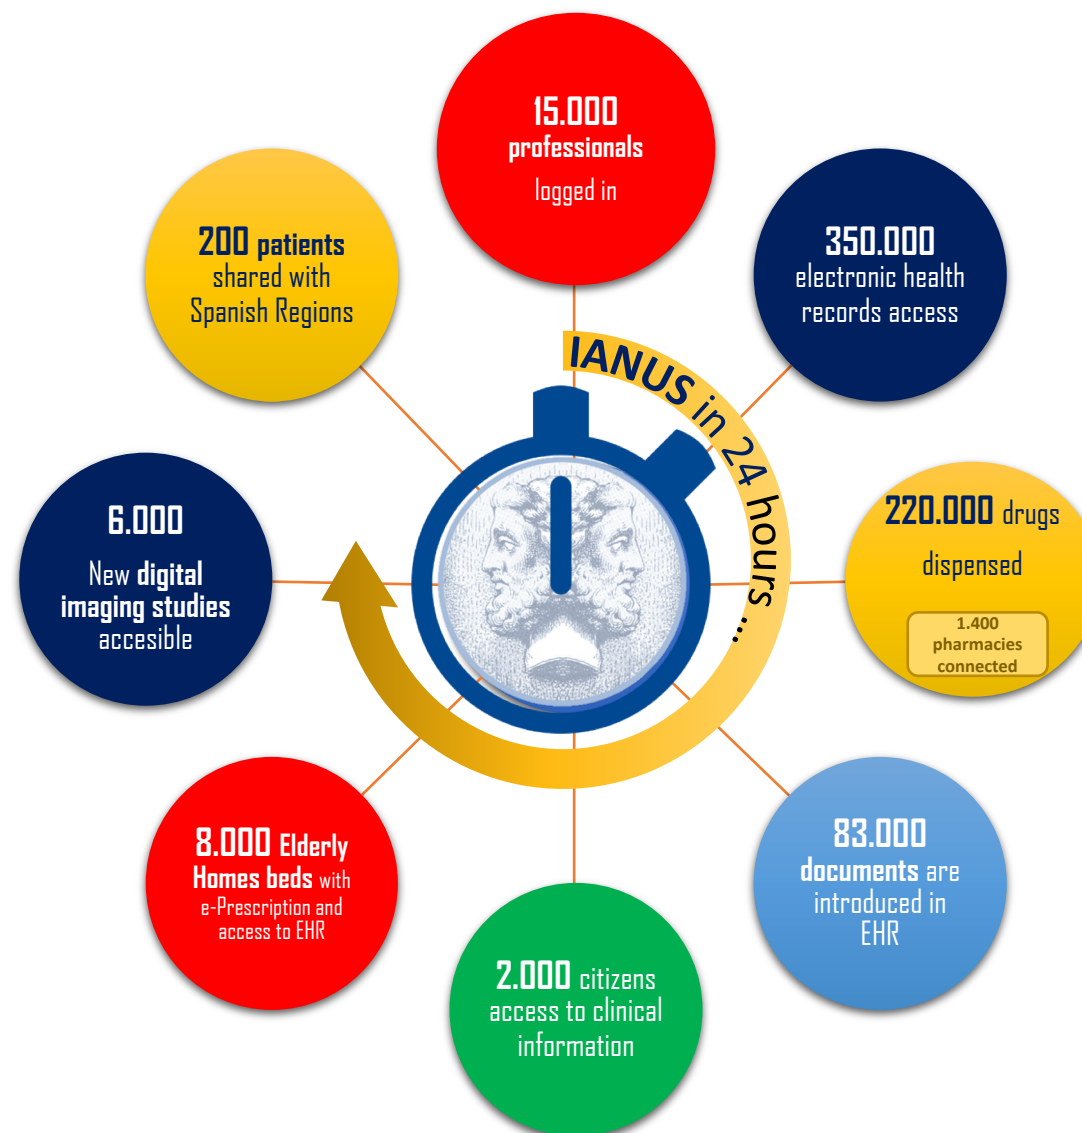 15.000
professionals
logged in
350.000
electronic health
records access
220.000 drugs
dispensed
1.400
pharmacies
connected
83.000
documents are
introduced in
EHR
2.000 citizens
access to clinical
information
8.000 Elderly
Homes beds with
e-Prescription and
access to EHR
6.000
New digital
imaging studies
accesible
200 patients
shared with
Spanish Regions
IANUS in 24 hours ...